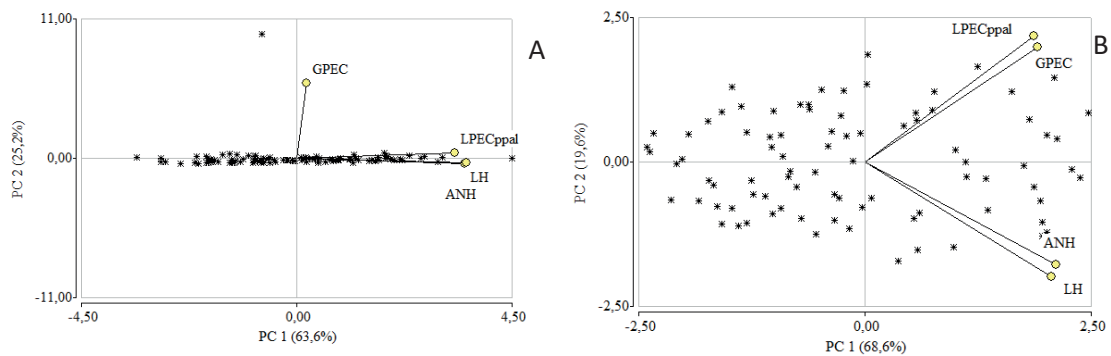 11,00
A
GPEC
LPECppal
0,00
LH
ANH
-11,00
-4,50
0,00
4,50
PC 1 (63,6%)
PC 2 (25,2%)
2,50
B
LPECppal
GPEC
0,00
ANH
LH
-2,50
-2,50
0,00
2,50
PC 1 (68,6%)
PC 2 (19,6%)